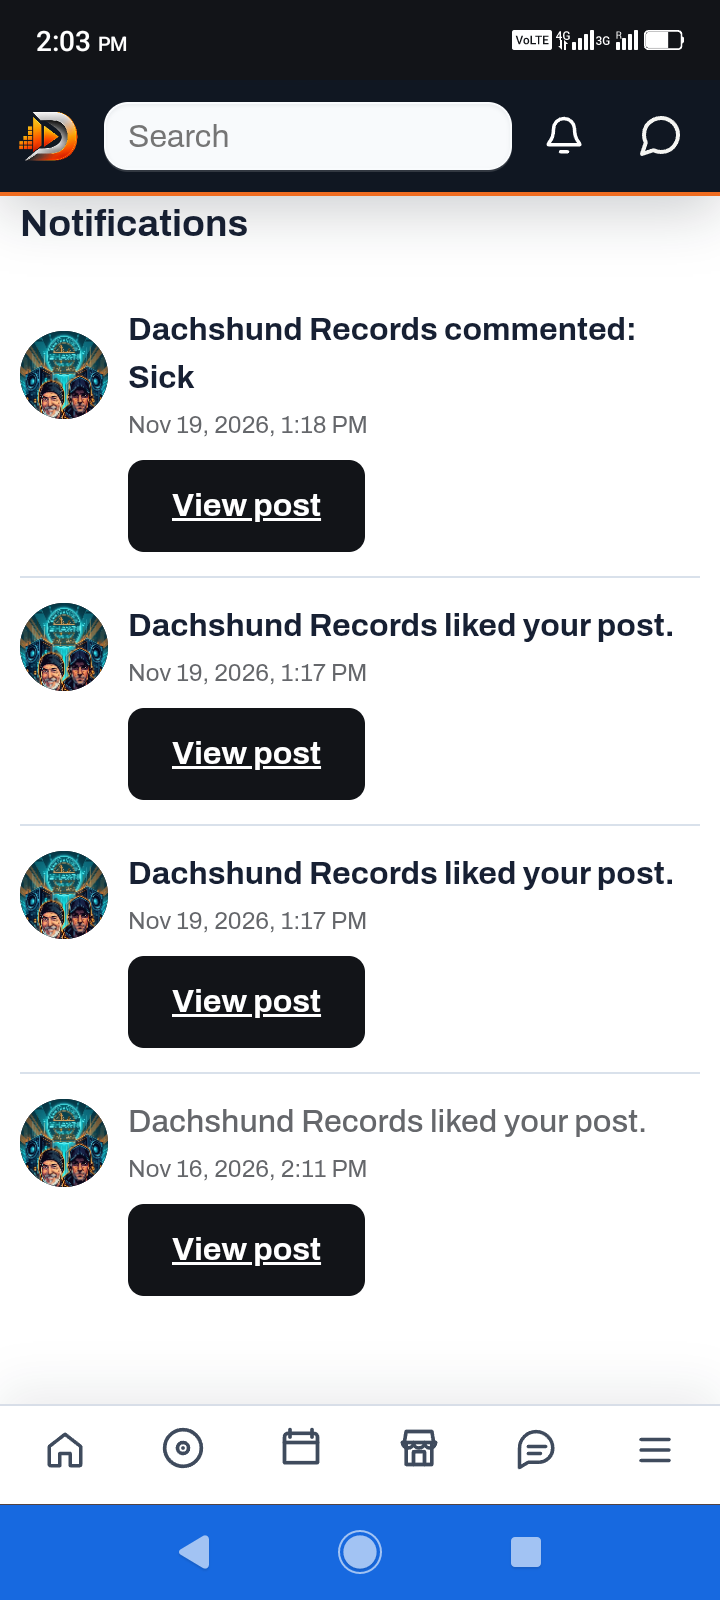 2:03 PM
VoLTE 4G 3G R
Search
Notifications
Dachshund Records commented:
Sick
Nov 19, 2026, 1:18 PM
View post
Dachshund Records liked your post.
Nov 19, 2026, 1:17 PM
View post
Dachshund Records liked your post.
Nov 19, 2026, 1:17 PM
View post
Dachshund Records liked your post.
Nov 16, 2026, 2:11 PM
View post